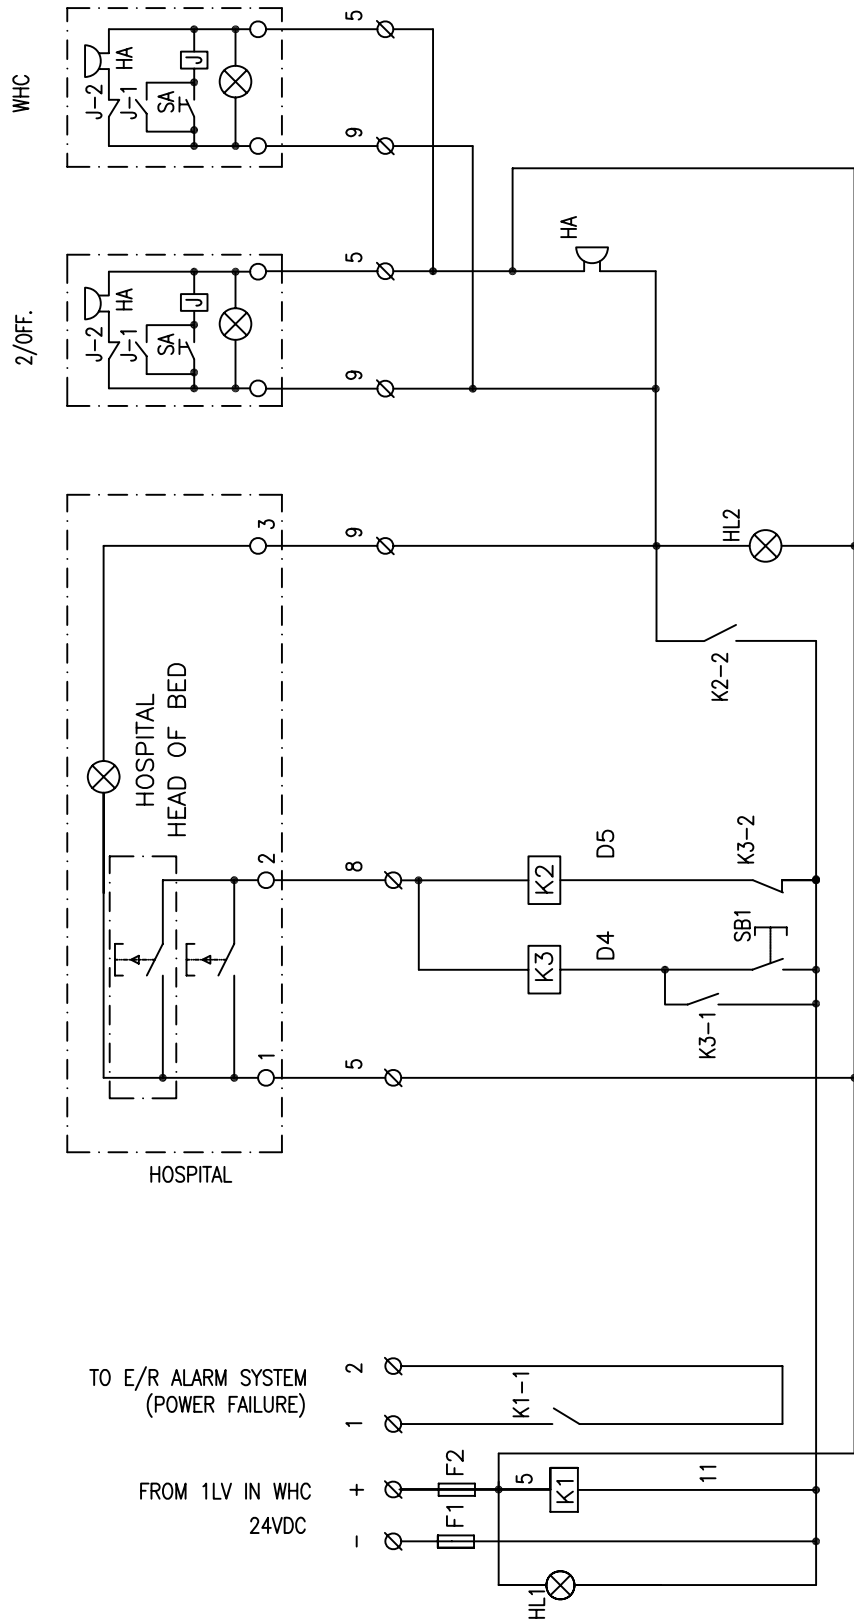 WHC
J-2
HA
J-1
SA
J
5
9
2/OFF.
J-2
HA
J-1
SA
J
5
9
HA
3
9
HL2
K2-2
HOSPITAL
HEAD OF BED
2
8
K2
D5
K3-2
K3
D4
SB1
K3-1
1
5
HOSPITAL
TO E/R ALARM SYSTEM
(POWER FAILURE)
2
1
K1-1
FROM 1LV IN WHC
24VDC
+
-
F2
F1
5
K1
11
HL1